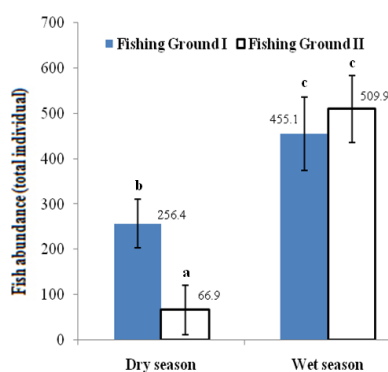 700
Fishing Ground I Fishing Ground II
600
c
c
509.9
500
455.1
400
b
300
256.4
200
a
100
66.9
0
Dry season Wet season
Fish abundance (total individual)